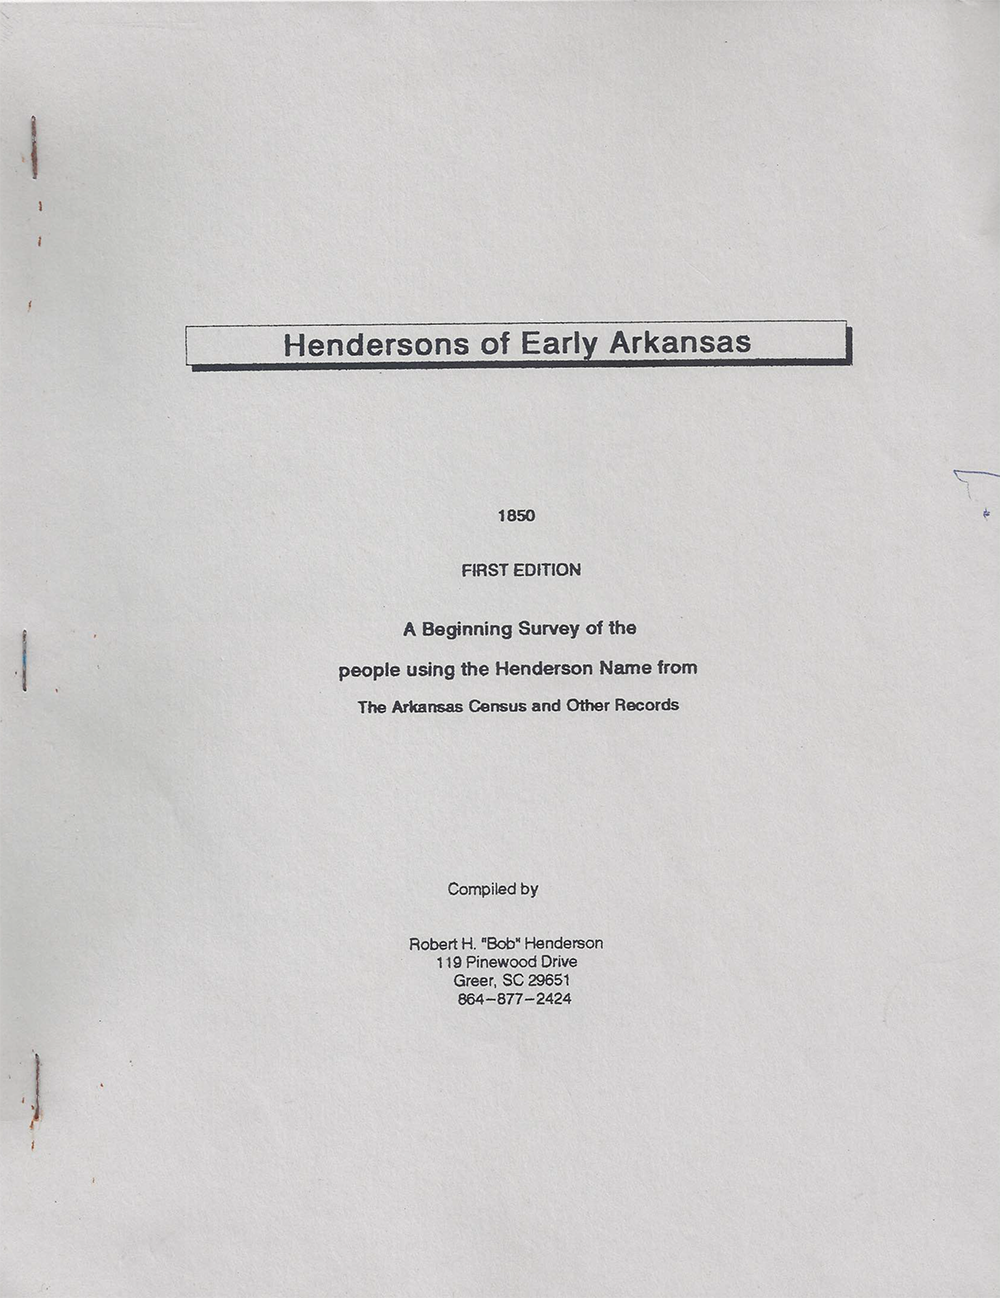 Hendersons of Early Arkansas
1850
FIRST EDITION
A Beginning Survey of the
people using the Henderson Name from
The Arkansas Census and Other Records
Compiled by
Robert H. "Bob" Henderson
119 Pinewood Drive
Greer, SC 29651
864-877-2424